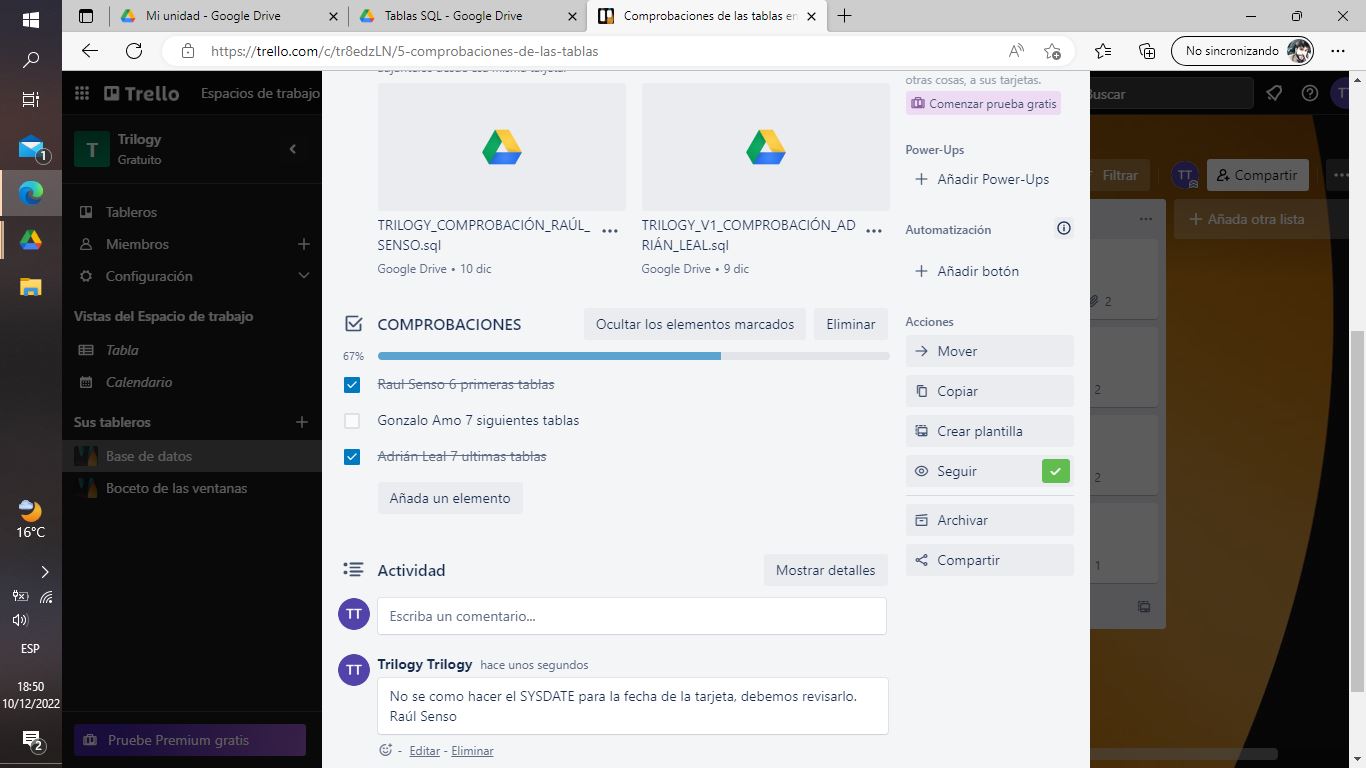 Mi unidad - Google Drive
Tablas SQL - Google Drive
Comprobaciones de las tablas en
https://trello.com/c/tr8edzLN/5-comprobaciones-de-las-tablas
No sincronizando
Trello
Espacios de trabajo
Buscar
TT
T
Trilogy
Gratuito
Tableros
Miembros
Configuración
Vistas del Espacio de trabajo
Tabla
Calendario
Sus tableros
Base de datos
Boceto de las ventanas
Pruebe Premium gratis
1
16°C
ESP
18:50
10/12/2022
2
TRILOGY_COMPROBACIÓN_RAÚL_
SENSO.sql
Google Drive • 10 dic
TRILOGY_V1_COMPROBACIÓN_AD
RIÁN_LEAL.sql
Google Drive • 9 dic
COMPROBACIONES
Ocultar los elementos marcados
Eliminar
67%
Raul Senso 6 primeras tablas
Gonzalo Amo 7 siguientes tablas
Adrián Leal 7 ultimas tablas
Añada un elemento
Actividad
Mostrar detalles
TT
Escriba un comentario...
TT
Trilogy Trilogy hace unos segundos
No se como hacer el SYSDATE para la fecha de la tarjeta, debemos revisarlo.
Raúl Senso
- Editar - Eliminar
otras cosas, a sus tarjetas.
Comenzar prueba gratis
Power-Ups
Añadir Power-Ups
Automatización
Añadir botón
Acciones
Mover
Copiar
Crear plantilla
Seguir
Archivar
Compartir
Filtrar
TT
Compartir
Añada otra lista
2
2
2
1